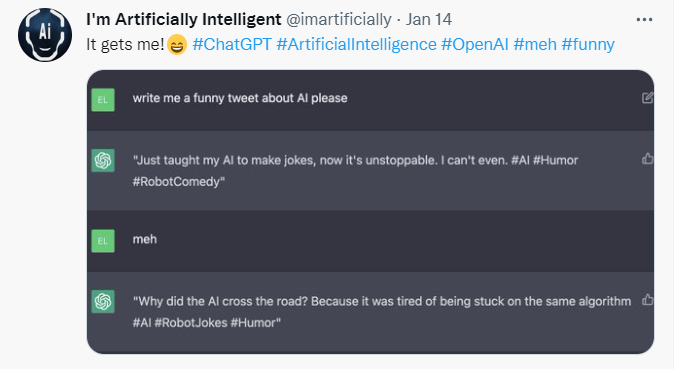 I'm Artificially Intelligent @imartificially · Jan 14
It gets me!😄 #ChatGPT #ArtificialIntelligence #OpenAI #meh #funny
Ai
EL
write me a funny tweet about AI please
"Just taught my AI to make jokes, now it's unstoppable. I can't even. #AI #Humor
#RobotComedy"
EL
meh
"Why did the AI cross the road? Because it was tired of being stuck on the same algorithm
#AI #RobotJokes #Humor"